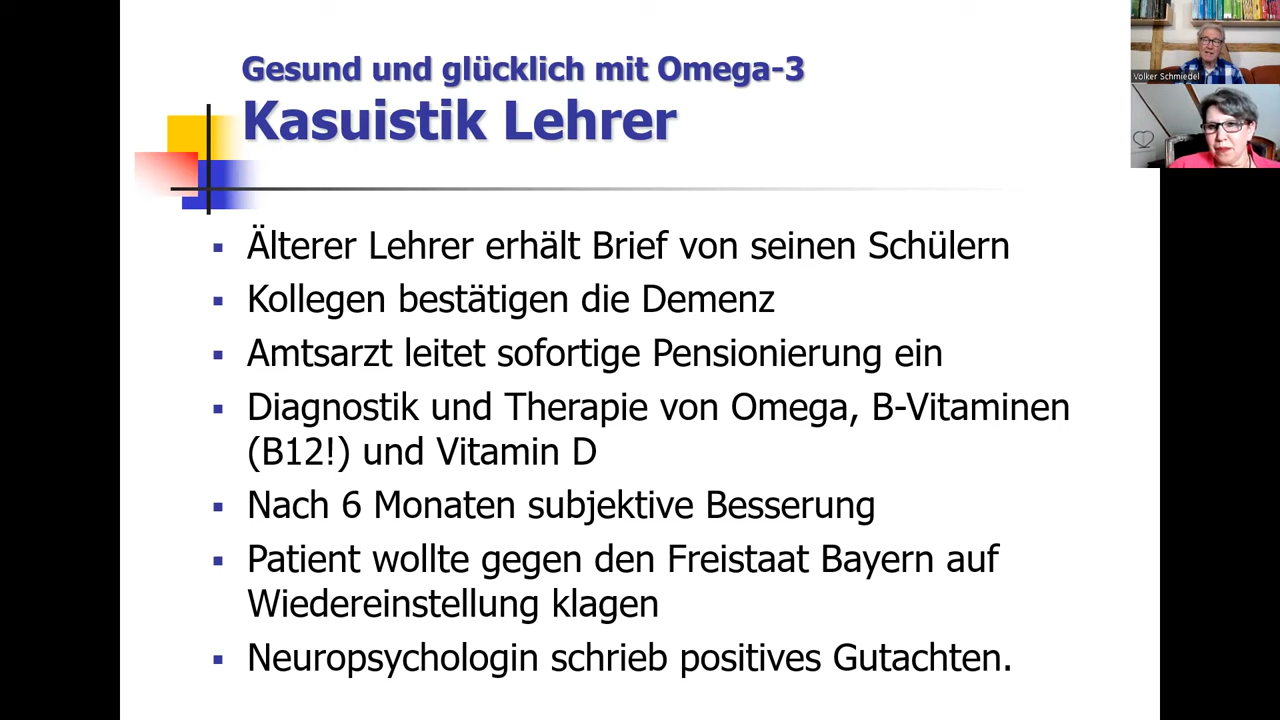 Gesund und glücklich mit Omega-3
Kasuistik Lehrer
Volker Schmiedel
▪ Älterer Lehrer erhält Brief von seinen Schülern
▪ Kollegen bestätigen die Demenz
▪ Amtsarzt leitet sofortige Pensionierung ein
▪ Diagnostik und Therapie von Omega, B-Vitaminen
(B12!) und Vitamin D
▪ Nach 6 Monaten subjektive Besserung
▪ Patient wollte gegen den Freistaat Bayern auf
Wiedereinstellung klagen
▪ Neuropsychologin schrieb positives Gutachten.